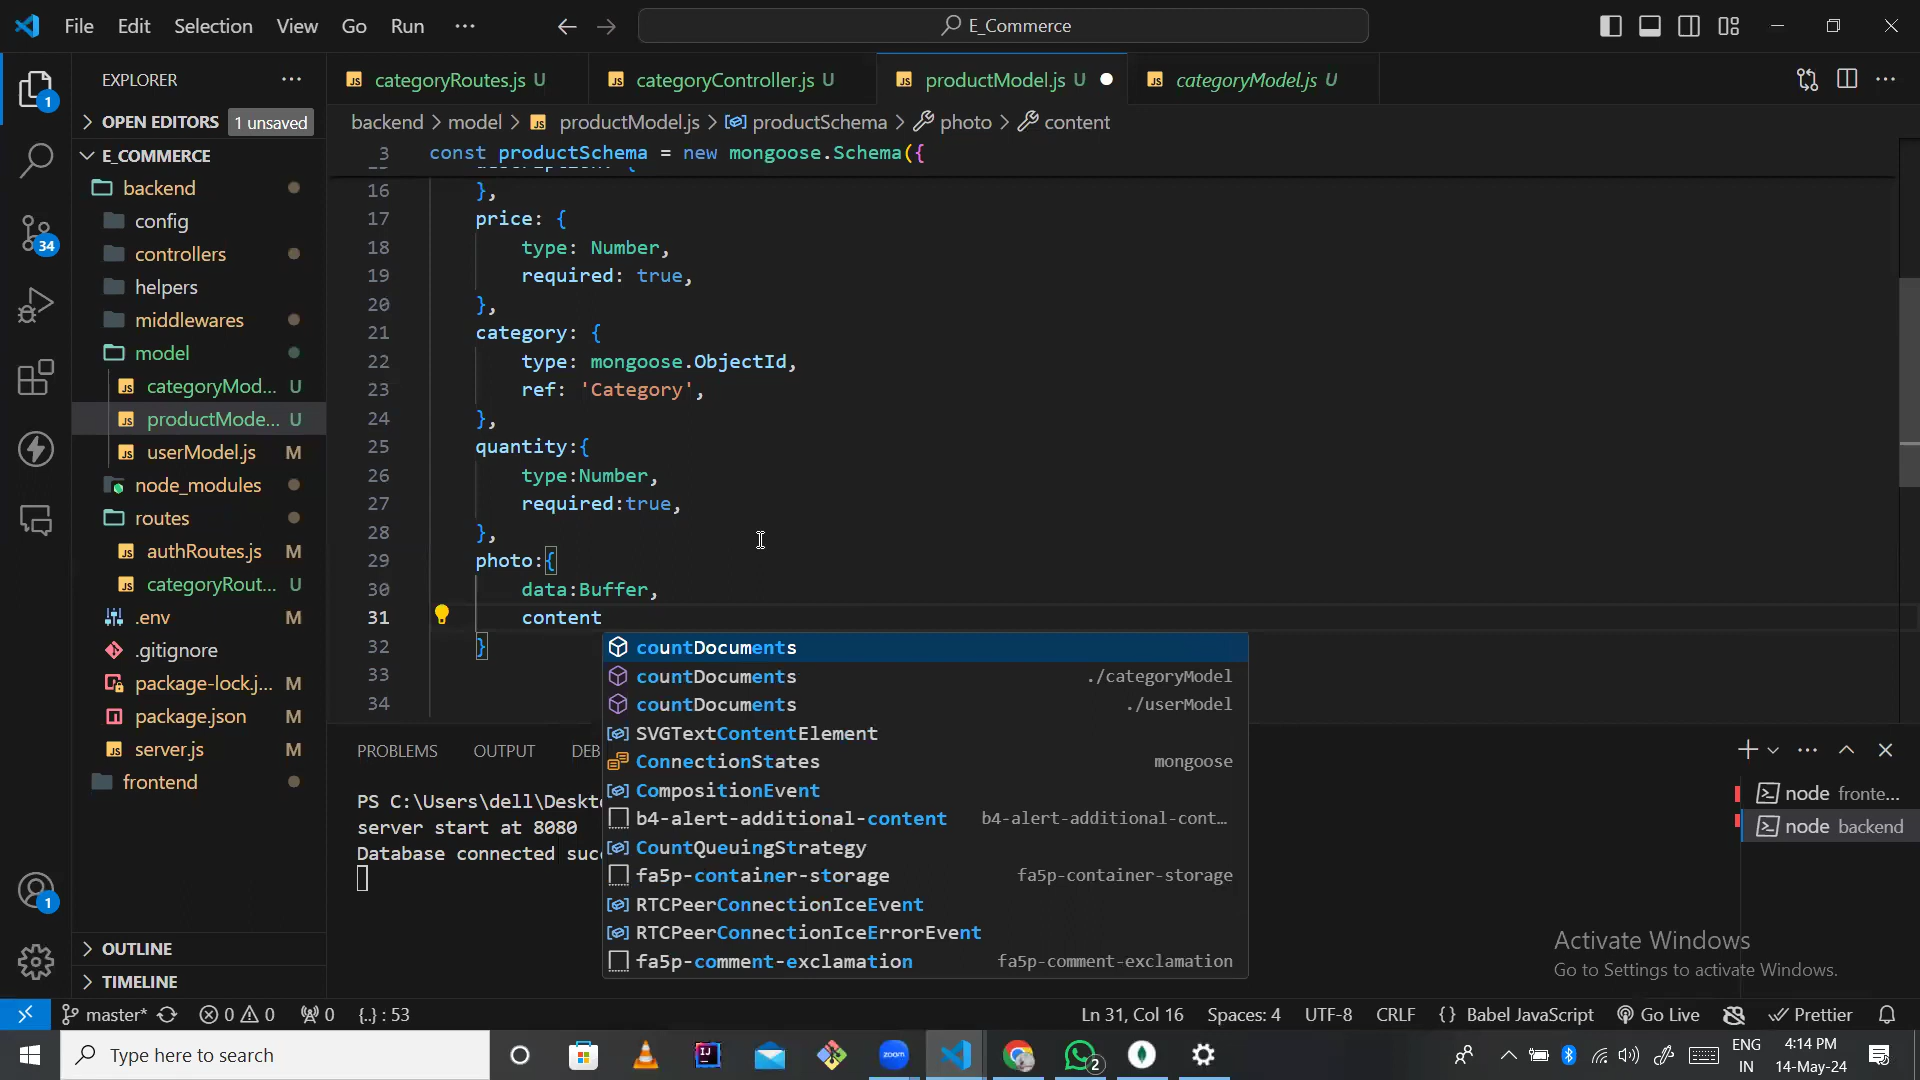 File Edit Selection View Go Run ··· E_Commerce
EXPLORER ··· categoryRoutes.js U categoryController.js U productModel.js U categoryModel.js U
OPEN EDITORS 1 unsaved
backend > model > productModel.js > productSchema > photo > content
E_COMMERCE
backend
config
controllers
helpers
middlewares
model
categoryMod... U
productMode... U
userModel.js M
node_modules
routes
authRoutes.js M
categoryRout... U
.env M
.gitignore
package-lock.j... M
package.json M
server.js M
frontend
OUTLINE
TIMELINE
1
34
1
3 const productSchema = new mongoose.Schema({
16 },
17 price: {
18 type: Number,
19 required: true,
20 },
21 category: {
22 type: mongoose.ObjectId,
23 ref: 'Category',
24 },
25 quantity:{
26 type:Number,
27 required:true,
28 },
29 photo:{
30 data:Buffer,
31 content
32 }
33
34
countDocuments
countDocuments ./categoryModel
countDocuments ./userModel
SVGTextContentElement
ConnectionStates mongoose
CompositionEvent
b4-alert-additional-content b4-alert-additional-cont...
CountQueuingStrategy
fa5p-container-storage fa5p-container-storage
RTCPeerConnectionIceEvent
RTCPeerConnectionIceErrorEvent
fa5p-comment-exclamation fa5p-comment-exclamation
PROBLEMS OUTPUT DEB
PS C:\Users\dell\Deskt
server start at 8080
Database connected suc
node fronte...
node backend
Activate Windows
Go to Settings to activate Windows.
master* 0 0 0 {..} : 53 Ln 31, Col 16 Spaces: 4 UTF-8 CRLF {} Babel JavaScript Go Live Prettier
Type here to search zoom 2 ENG IN 4:14 PM 14-May-24